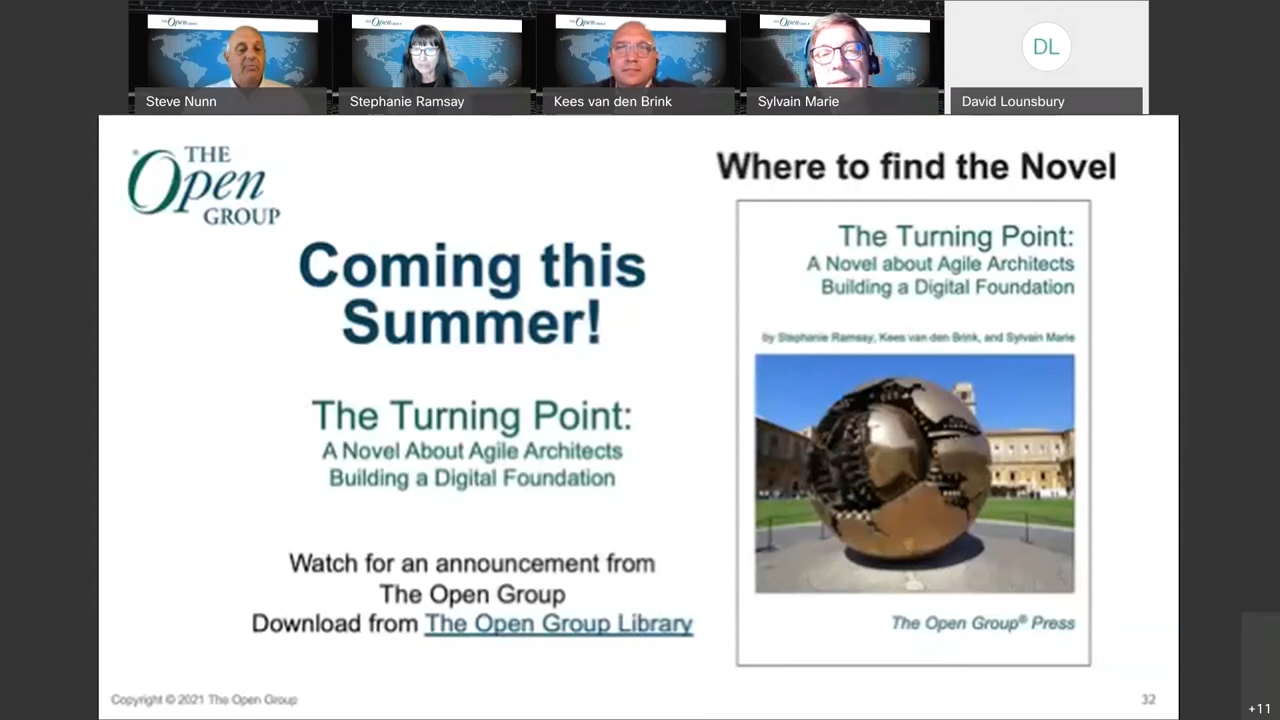 Steve Nunn
Stephanie Ramsay
Kees van den Brink
Sylvain Marie
DL
David Lounsbury
THE
Open
GROUP
Where to find the Novel
Coming this
Summer!
The Turning Point:
A Novel About Agile Architects
Building a Digital Foundation
Watch for an announcement from
The Open Group
Download from The Open Group Library
The Turning Point:
A Novel about Agile Architects
Building a Digital Foundation
by Stephanie Ramsay, Kees van den Brink, and Sylvain Marie
The Open Group® Press
Copyright © 2021 The Open Group
32
+11